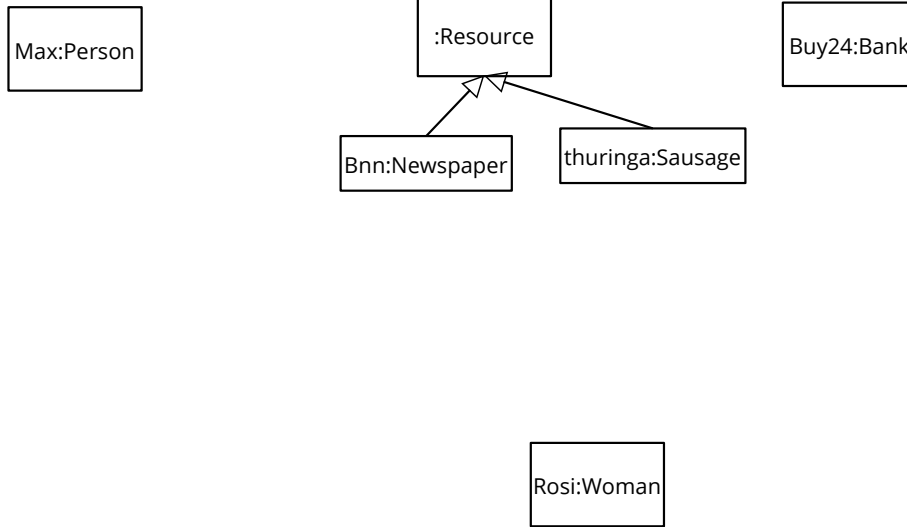 Max:Person
:Resource
Buy24:Bank
Bnn:Newspaper
thuringa:Sausage
Rosi:Woman